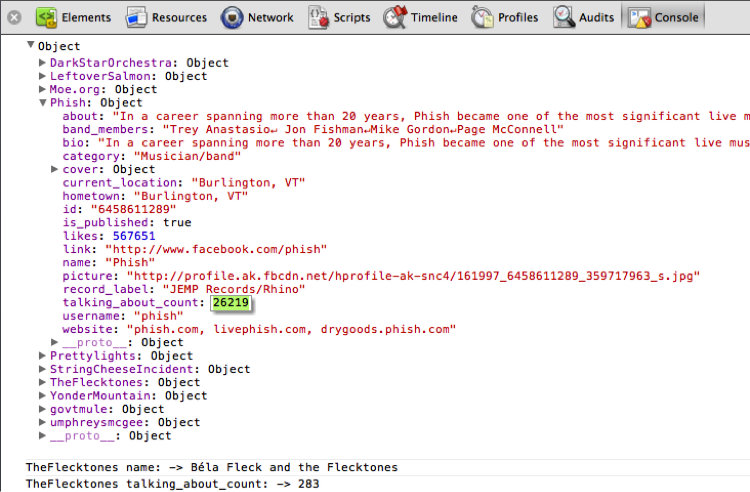 Elements Resources Network Scripts Timeline Profiles Audits Console
Object
DarkStarOrchestra: Object
LeftoverSalmon: Object
Moe.org: Object
Phish: Object
about: "In a career spanning more than 20 years, Phish became one of the most significant live m
band_members: "Trey Anastasio↵ Jon Fishman↵Mike Gordon↵Page McConnell"
bio: "In a career spanning more than 20 years, Phish became one of the most significant live mus
category: "Musician/band"
cover: Object
current_location: "Burlington, VT"
hometown: "Burlington, VT"
id: "6458611289"
is_published: true
likes: 567651
link: "http://www.facebook.com/phish"
name: "Phish"
picture: "http://profile.ak.fbcdn.net/hprofile-ak-snc4/161997_6458611289_359717963_s.jpg"
record_label: "JEMP Records/Rhino"
talking_about_count: 26219
username: "phish"
website: "phish.com, livephish.com, drygoods.phish.com"
__proto__: Object
Prettylights: Object
StringCheeseIncident: Object
TheFlecktones: Object
YonderMountain: Object
govtmule: Object
umphreysmcgee: Object
__proto__: Object
TheFlecktones name: -> Béla Fleck and the Flecktones
TheFlecktones talking_about_count: -> 283